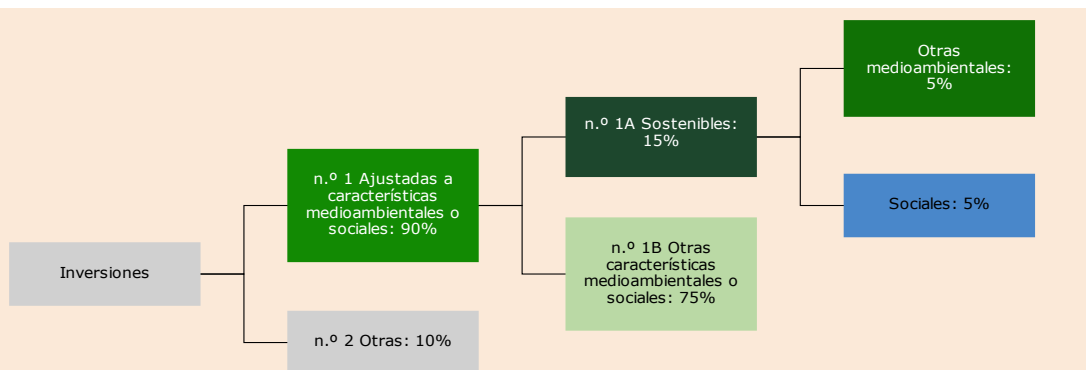 Otras
medioambientales:
5%
n.º 1A Sostenibles:
15%
n.º 1 Ajustadas a
características
medioambientales o
sociales: 90%
Sociales: 5%
n.º 1B Otras
características
medioambientales o
sociales: 75%
Inversiones
n.º 2 Otras: 10%